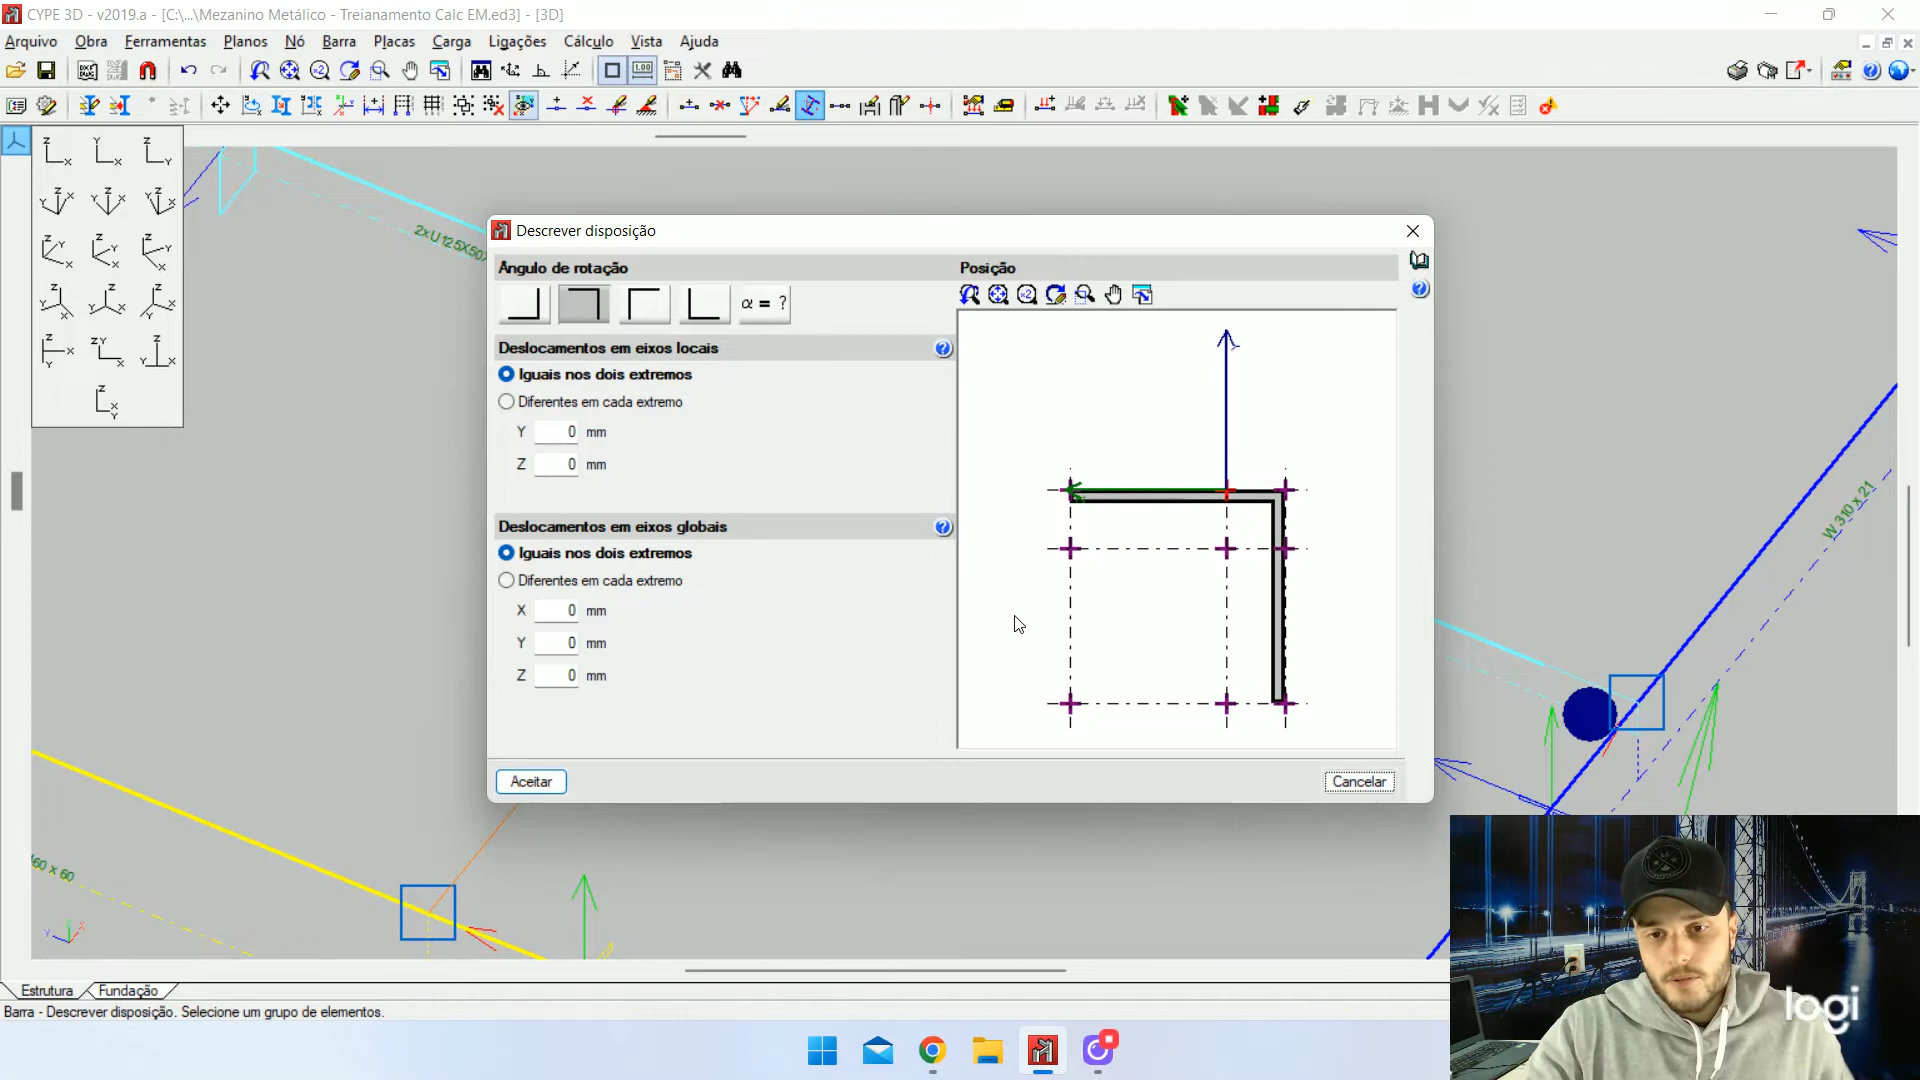 CYPE 3D - v2019.a - [C:\...\Mezanino Metálico - Treianamento Calc EM.ed3] - [3D]
Arquivo Obra Ferramentas Planos Nó Barra Placas Carga Ligações Cálculo Vista Ajuda
2xU125X50X
Descrever disposição
Ângulo de rotação
Posição
α = ?
Deslocamentos em eixos locais
Iguais nos dois extremos
Diferentes em cada extremo
Y 0 mm
Z 0 mm
Deslocamentos em eixos globais
Iguais nos dois extremos
Diferentes em cada extremo
X 0 mm
Y 0 mm
Z 0 mm
Aceitar
Cancelar
W 310 x 21
60 x 60
Estrutura Fundação
Barra - Descrever disposição. Selecione um grupo de elementos.
logi